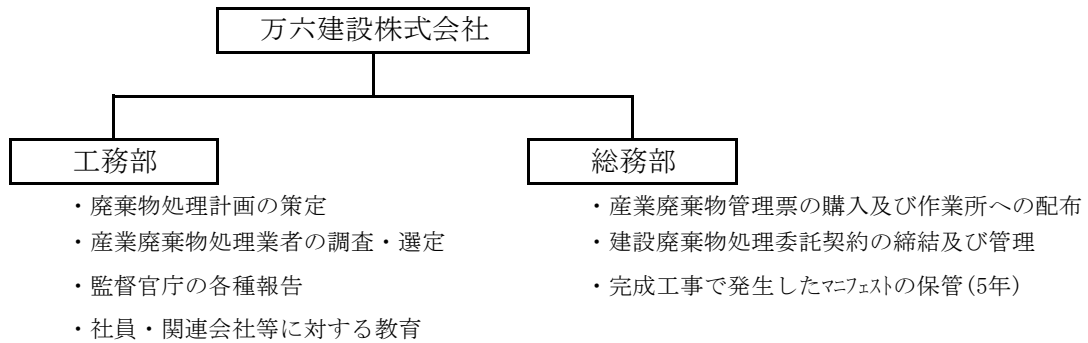 万六建設株式会社
工務部
・廃棄物処理計画の策定
・産業廃棄物処理業者の調査・選定
・監督官庁の各種報告
・社員・関連会社等に対する教育
総務部
・産業廃棄物管理票の購入及び作業所への配布
・建設廃棄物処理委託契約の締結及び管理
・完成工事で発生したﾏﾆﾌｪｽﾄの保管(5年)